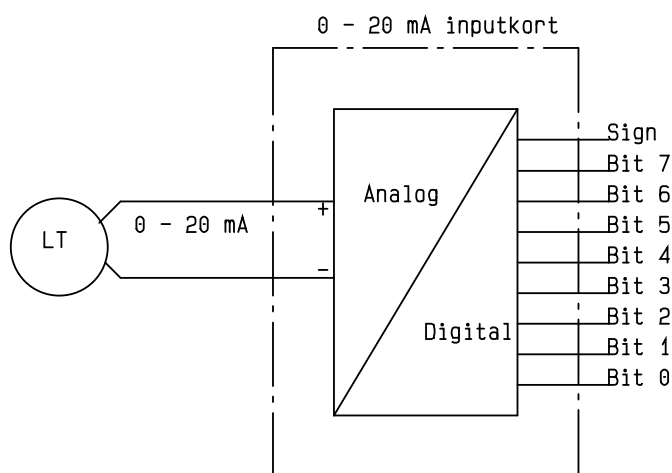 0 - 20 mA inputkort
Sign
Bit 7
Analog
Bit 6
+
0 - 20 mA
Bit 5
LT
Bit 4
-
Bit 3
Bit 2
Digital
Bit 1
Bit 0